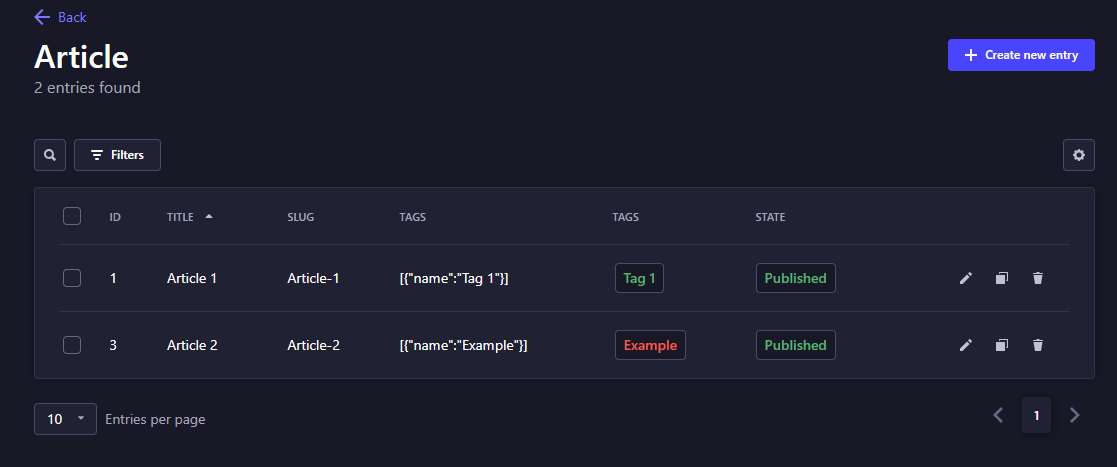 Back
Article
Create new entry
2 entries found
Filters
ID TITLE SLUG TAGS TAGS STATE
1 Article 1 Article-1 [{"name":"Tag 1"}] Tag 1 Published
3 Article 2 Article-2 [{"name":"Example"}] Example Published
10 Entries per page 1